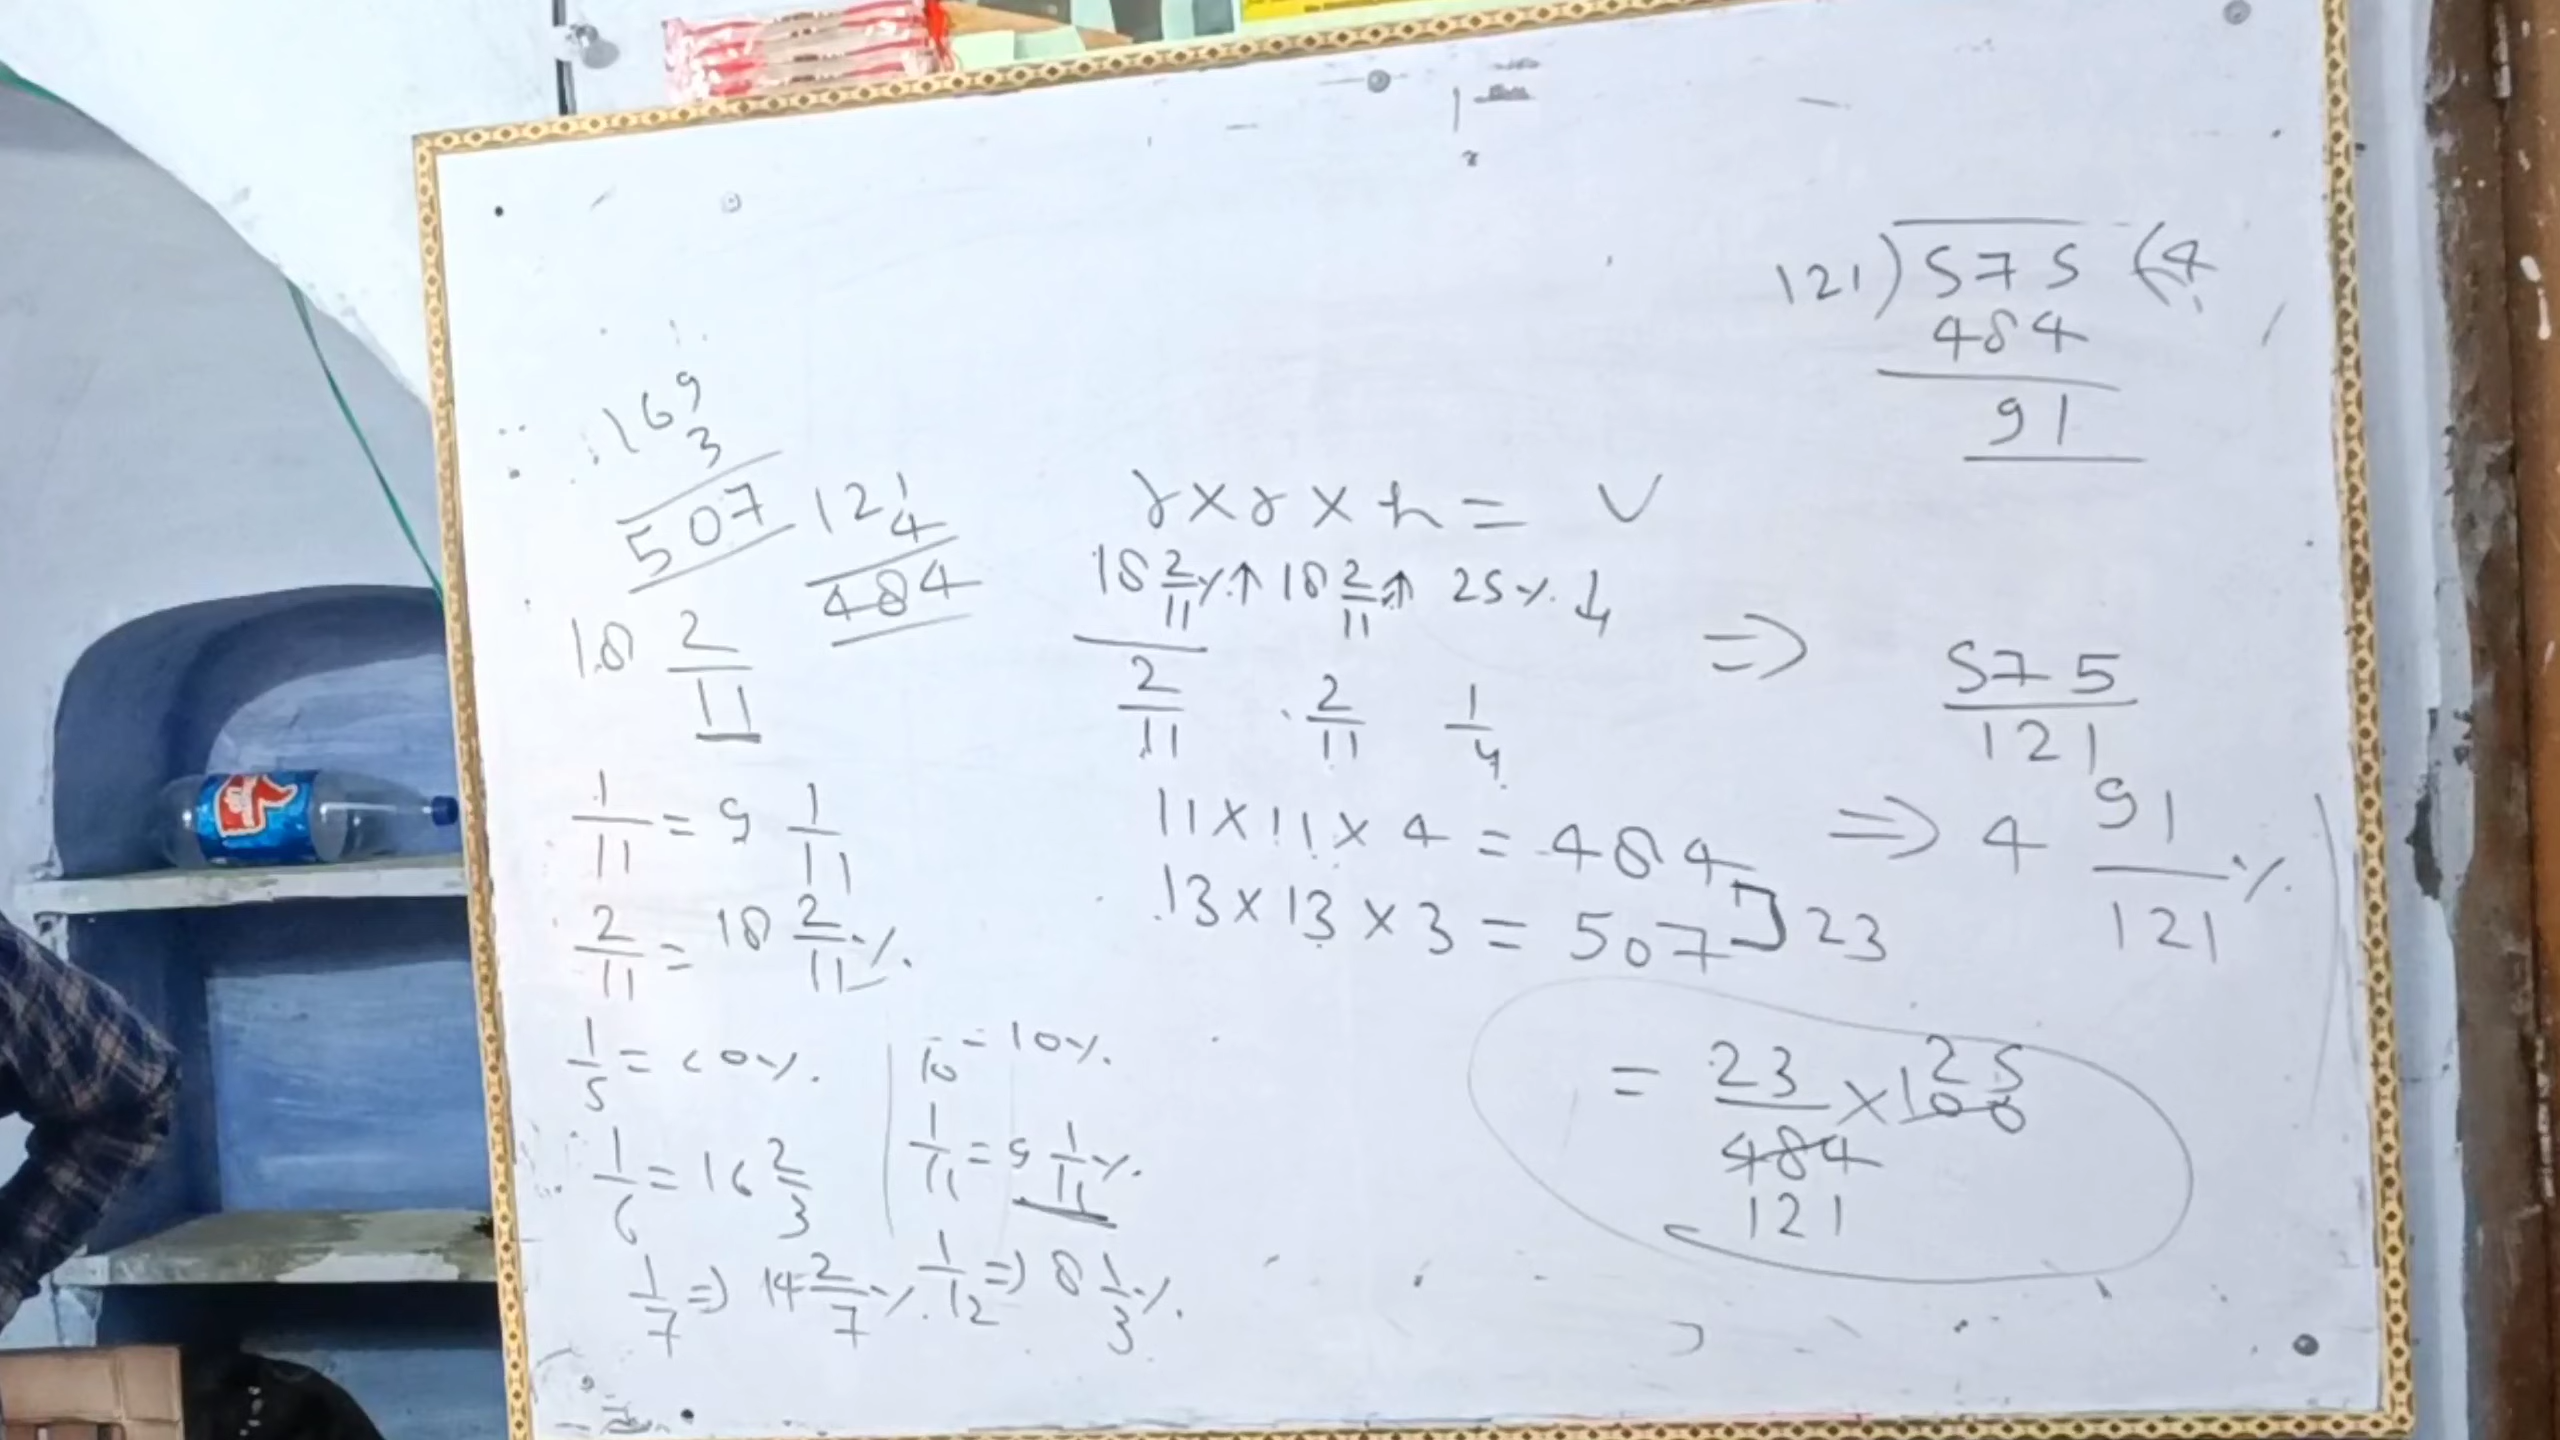 121) 575 (4
484
91
169
3
507
121
4
484
r × r × h = V
18 2/11 %↑ 18 2/11 ↑ 25% ↓
2/11 2/11 1/4
11 × 11 × 4 = 484
13 × 13 × 3 = 507 ] 23
⇒ 575/121
⇒ 4 91/121 %
= 23/484 × 100
25
121
18 2/11
1/11 = 9 1/11
2/11 = 18 2/11 %.
1/5 = 20%.
1/6 = 16 2/3
1/7 ⇒ 14 2/7 %.
10 = 10%.
1/11 = 9 1/11 %.
1/12 ⇒ 8 1/3 %.